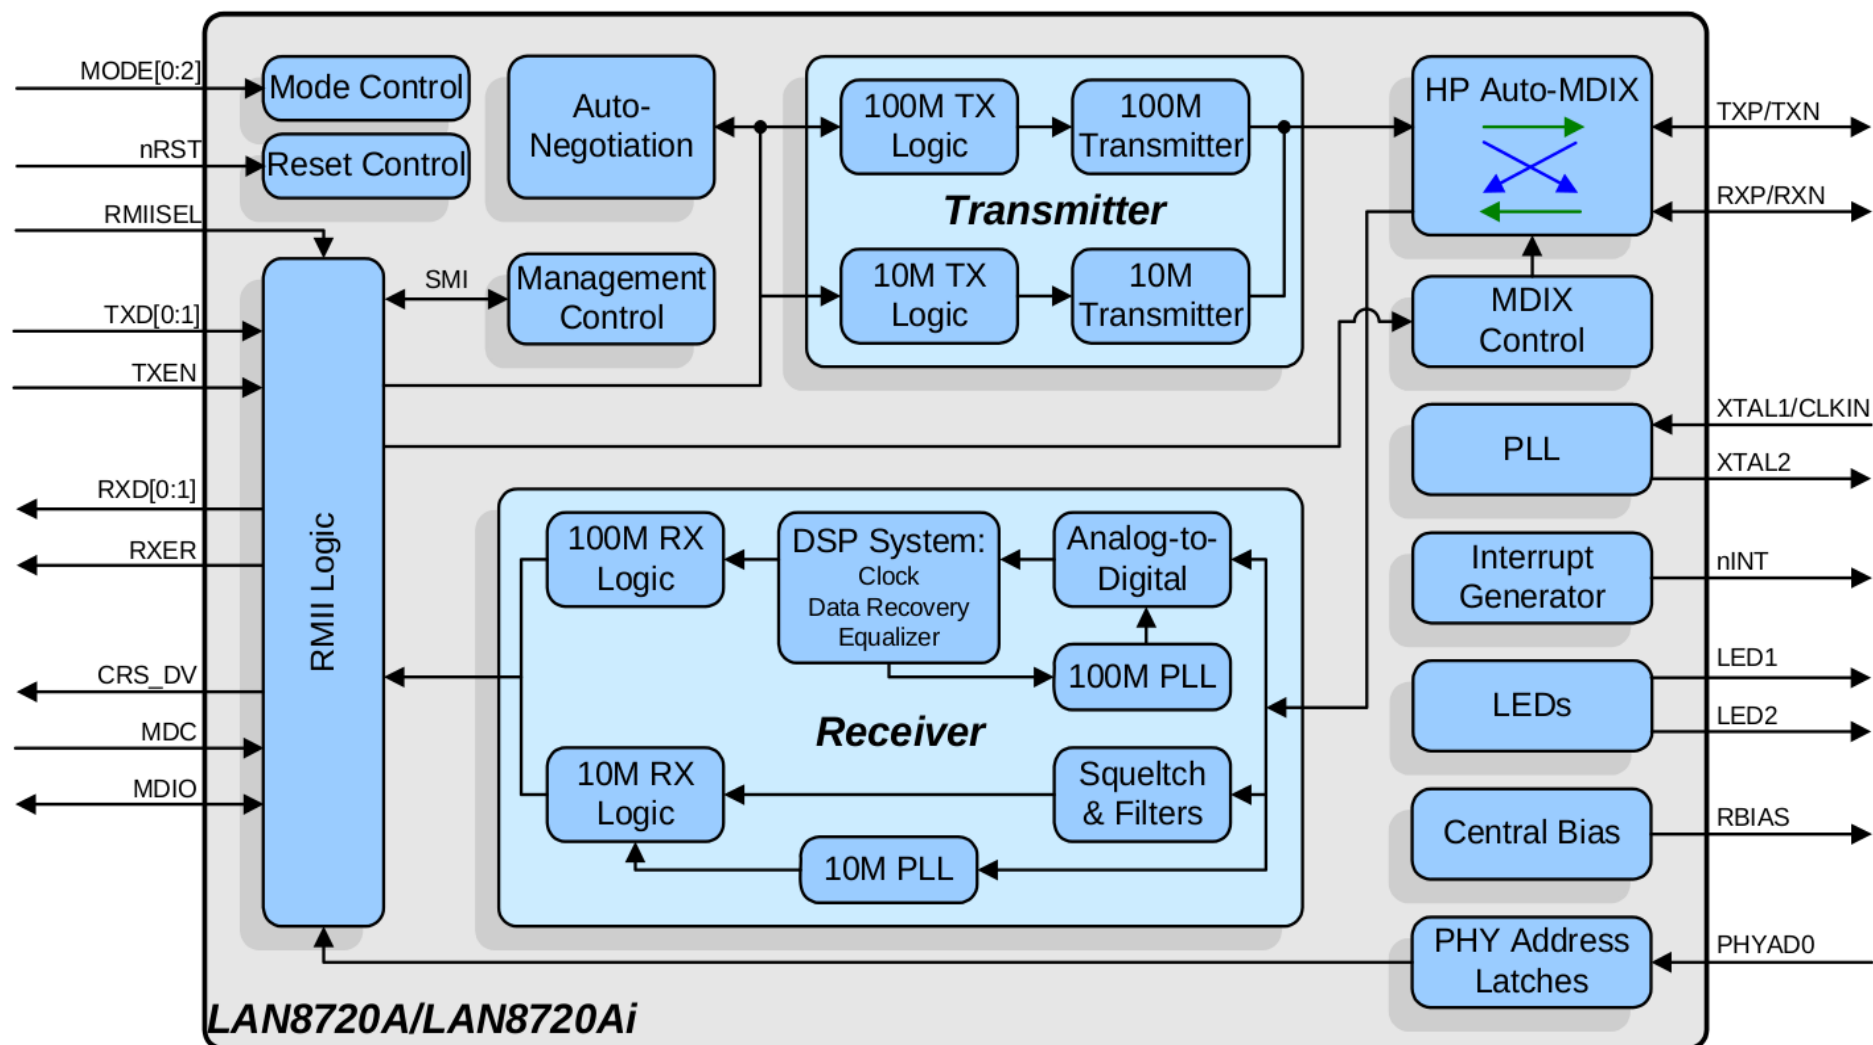 MODE[0:2]
nRST
RMIISEL
TXD[0:1]
TXEN
RXD[0:1]
RXER
CRS_DV
MDC
MDIO
Mode Control
Reset Control
RMII Logic
Auto-
Negotiation
SMI
Management
Control
100M TX
Logic
100M
Transmitter
Transmitter
10M TX
Logic
10M
Transmitter
100M RX
Logic
DSP System:
Clock
Data Recovery
Equalizer
Analog-to-
Digital
100M PLL
Receiver
10M RX
Logic
Squeltch
& Filters
10M PLL
HP Auto-MDIX
MDIX
Control
PLL
Interrupt
Generator
LEDs
Central Bias
PHY Address
Latches
TXP/TXN
RXP/RXN
XTAL1/CLKIN
XTAL2
nINT
LED1
LED2
RBIAS
PHYAD0
LAN8720A/LAN8720Ai